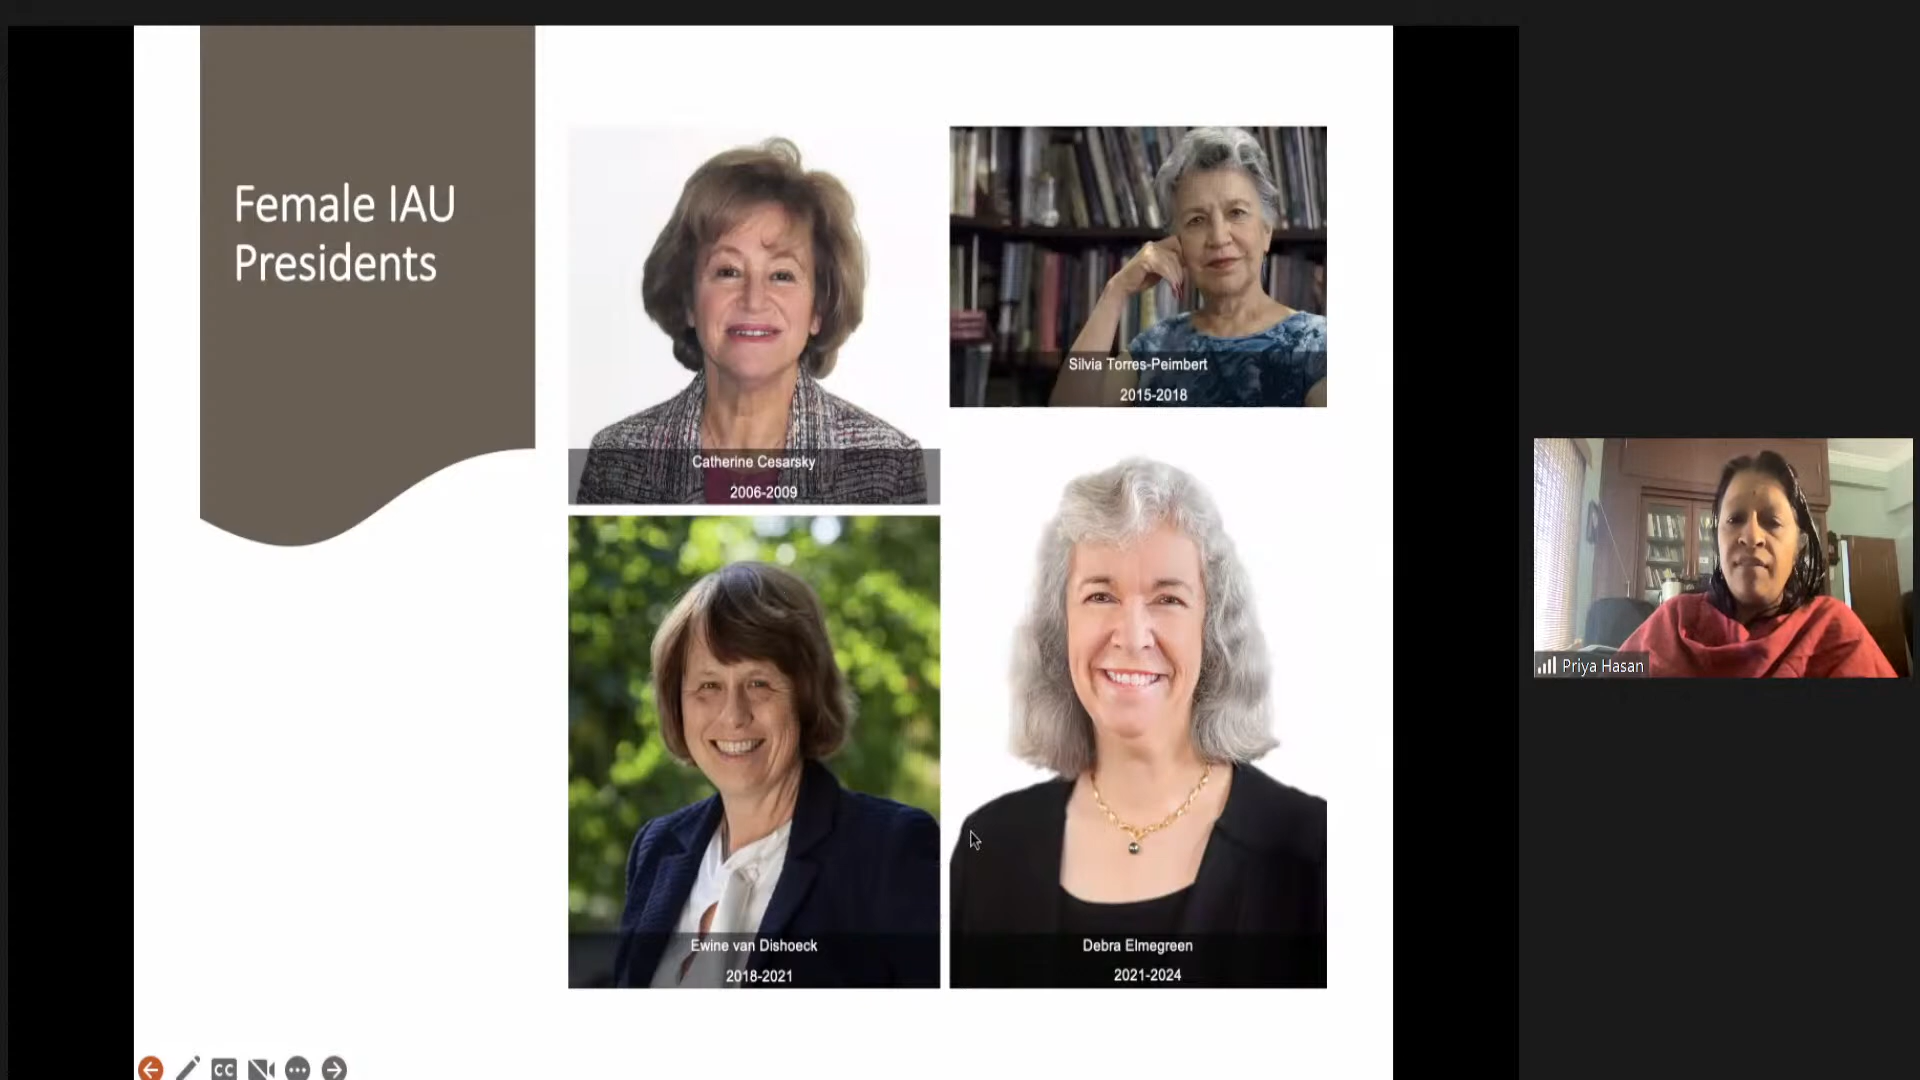 Female IAU
Presidents
Catherine Cesarsky
2006-2009
Silvia Torres-Peimbert
2015-2018
Ewine van Dishoeck
2018-2021
Debra Elmegreen
2021-2024
Priya Hasan
CC